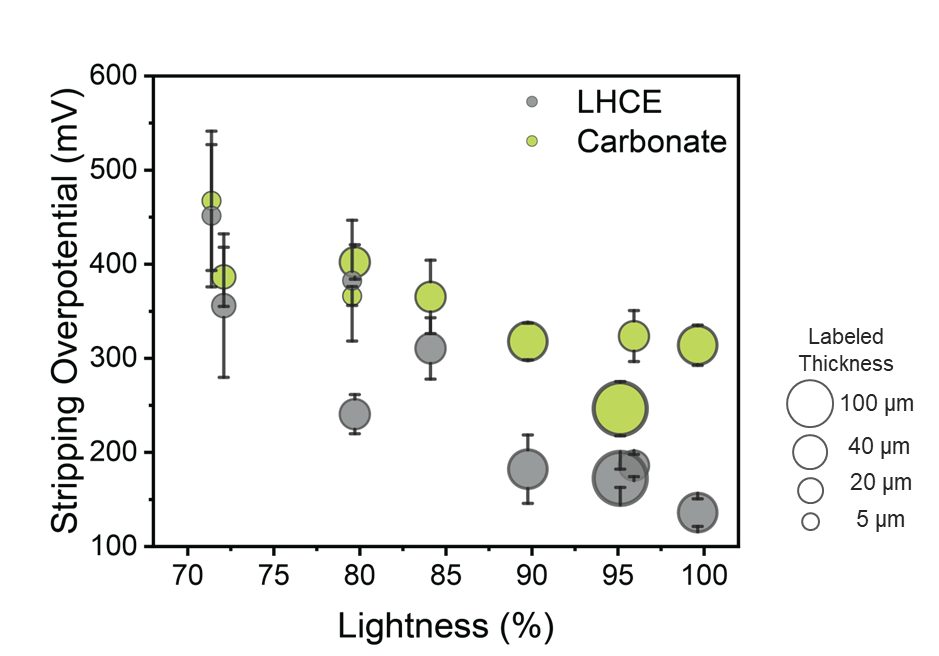 600
500
400
300
200
100
Stripping Overpotential (mV)
LHCE
Carbonate
70 75 80 85 90 95 100
Lightness (%)
Labeled
Thickness
100 µm
40 µm
20 µm
5 µm